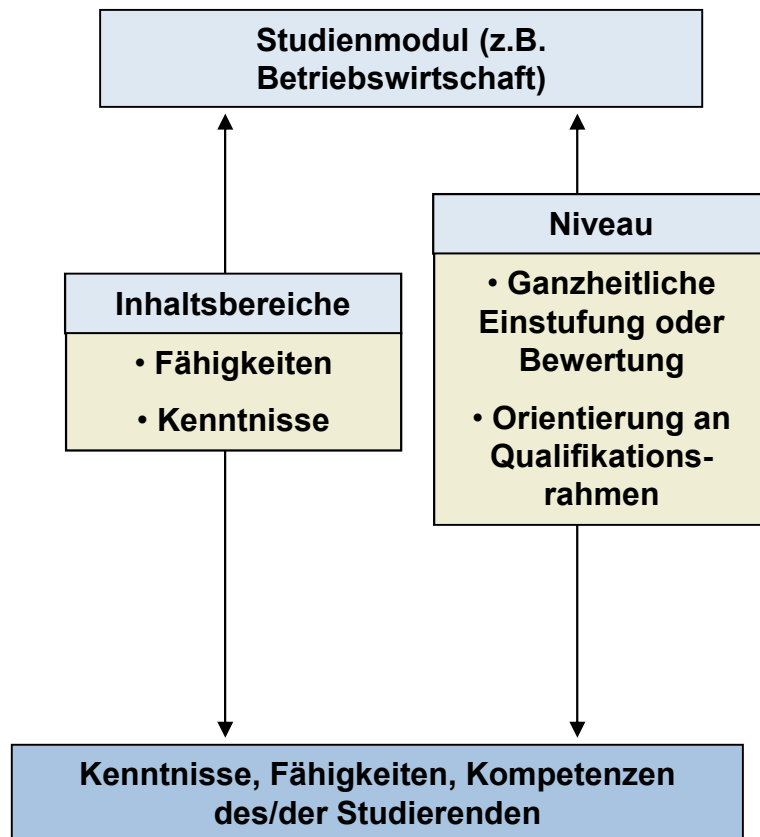 Studienmodul (z.B.
Betriebswirtschaft)
Niveau
• Ganzheitliche
Einstufung oder
Bewertung
• Orientierung an
Qualifikations-
rahmen
Inhaltsbereiche
• Fähigkeiten
• Kenntnisse
Kenntnisse, Fähigkeiten, Kompetenzen
des/der Studierenden